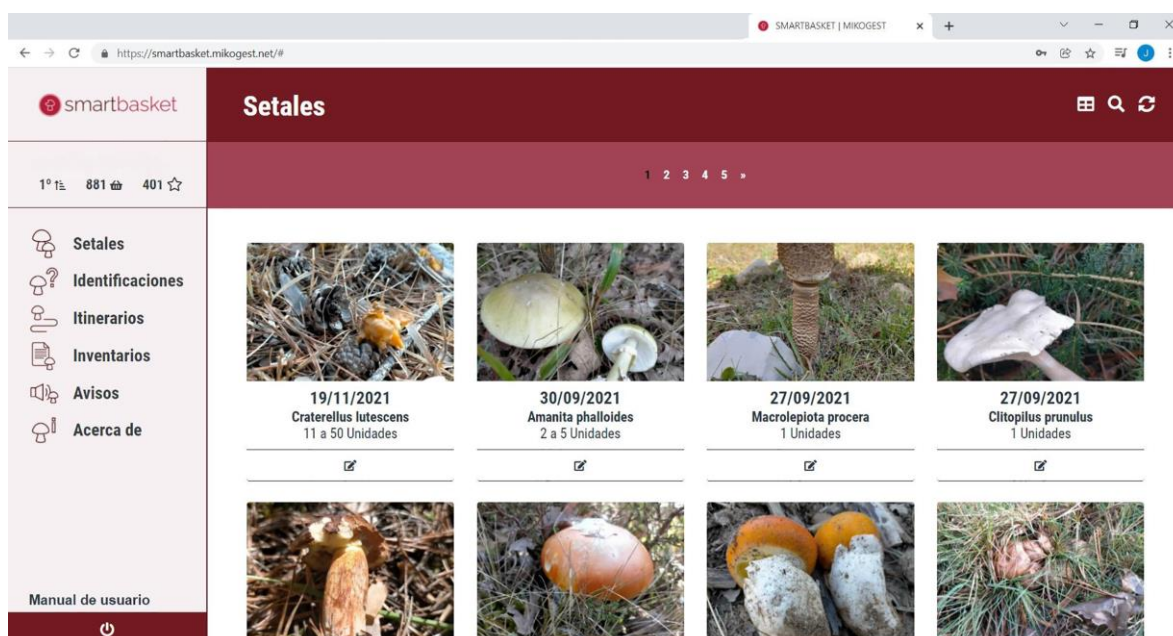 SMARTBASKET | MIKOGEST
https://smartbasket.mikogest.net/#
J
smartbasket
Setales
1º 881 401
1 2 3 4 5 »
Setales
Identificaciones
Itinerarios
Inventarios
Avisos
Acerca de
Manual de usuario
19/11/2021
Craterellus lutescens
11 a 50 Unidades
30/09/2021
Amanita phalloides
2 a 5 Unidades
27/09/2021
Macrolepiota procera
1 Unidades
27/09/2021
Clitopilus prunulus
1 Unidades